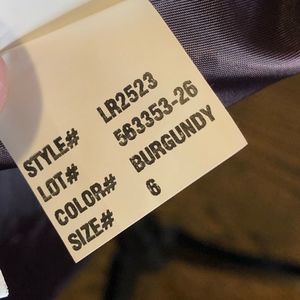 STYLE# LR2523
LOT# 563353-26
COLOR# BURGUNDY
SIZE# 6